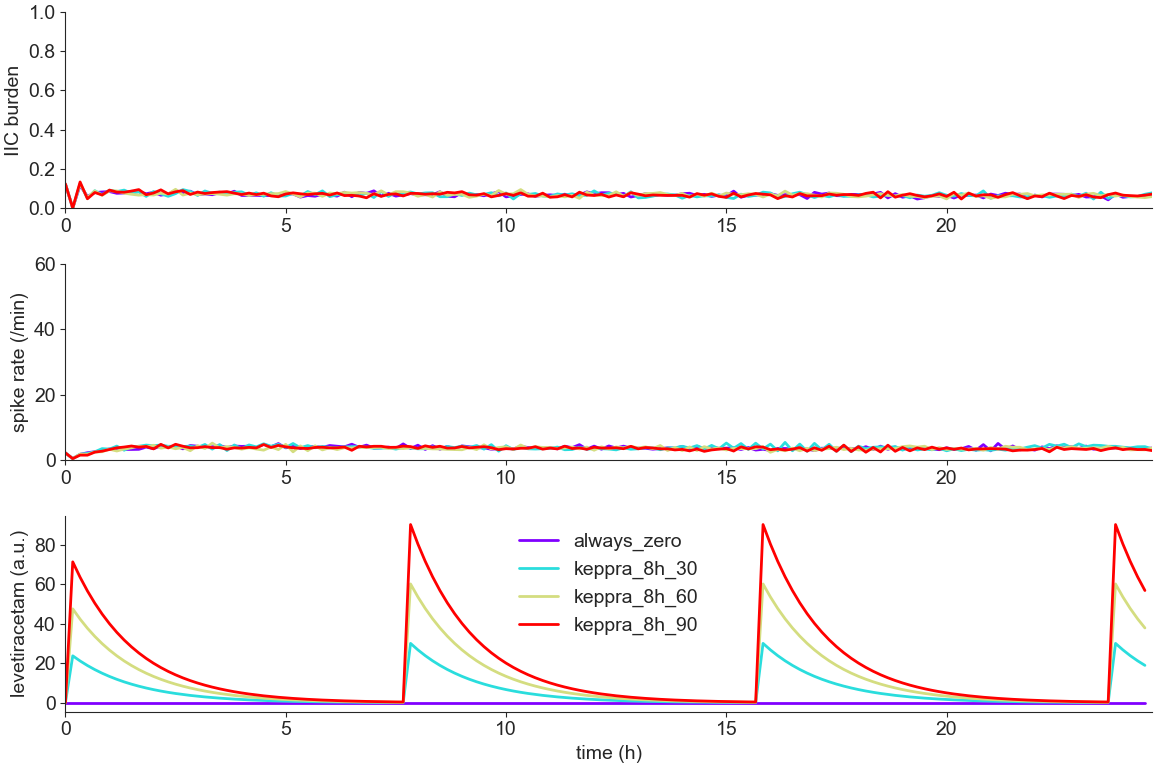 1.0
0.8
0.6
0.4
0.2
0.0
IIC burden
0 5 10 15 20
60
40
20
0
spike rate (/min)
0 5 10 15 20
80
60
40
20
0
levetiracetam (a.u.)
always_zero
keppra_8h_30
keppra_8h_60
keppra_8h_90
0 5 10 15 20
time (h)